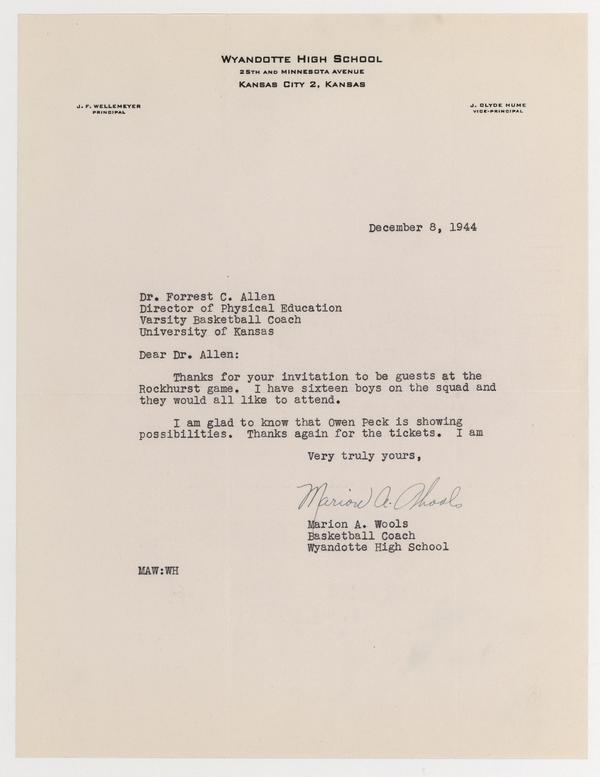 WYANDOTTE HIGH SCHOOL
25TH AND MINNESOTA AVENUE
KANSAS CITY 2, KANSAS
J. F. WELLEMEYER
PRINCIPAL
J. CLYDE HUME
VICE-PRINCIPAL
December 8, 1944
Dr. Forrest C. Allen
Director of Physical Education
Varsity Basketball Coach
University of Kansas
Dear Dr. Allen:
Thanks for your invitation to be guests at the
Rockhurst game. I have sixteen boys on the squad and
they would all like to attend.
I am glad to know that Owen Peck is showing
possibilities. Thanks again for the tickets. I am
Very truly yours,
Marion A. Wools
Marion A. Wools
Basketball Coach
Wyandotte High School
MAW:WH